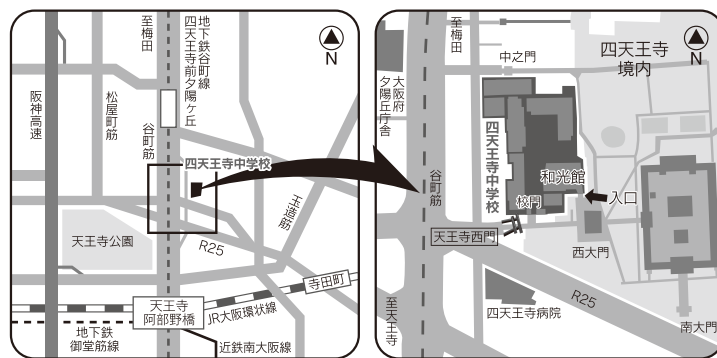 至梅田
地下鉄谷町線
四天王寺前夕陽ヶ丘
N
阪神高速
松屋町筋
谷町筋
四天王寺中学校
玉造筋
天王寺公園
R25
寺田町
天王寺
阿部野橋
JR大阪環状線
地下鉄
御堂筋線
近鉄南大阪線
至梅田
中之門
四天王寺
境内
N
大阪府
夕陽丘庁舎
四天王寺中学校
和光館
谷町筋
校門
入口
天王寺西門
西大門
R25
至天王寺
四天王寺病院
南大門